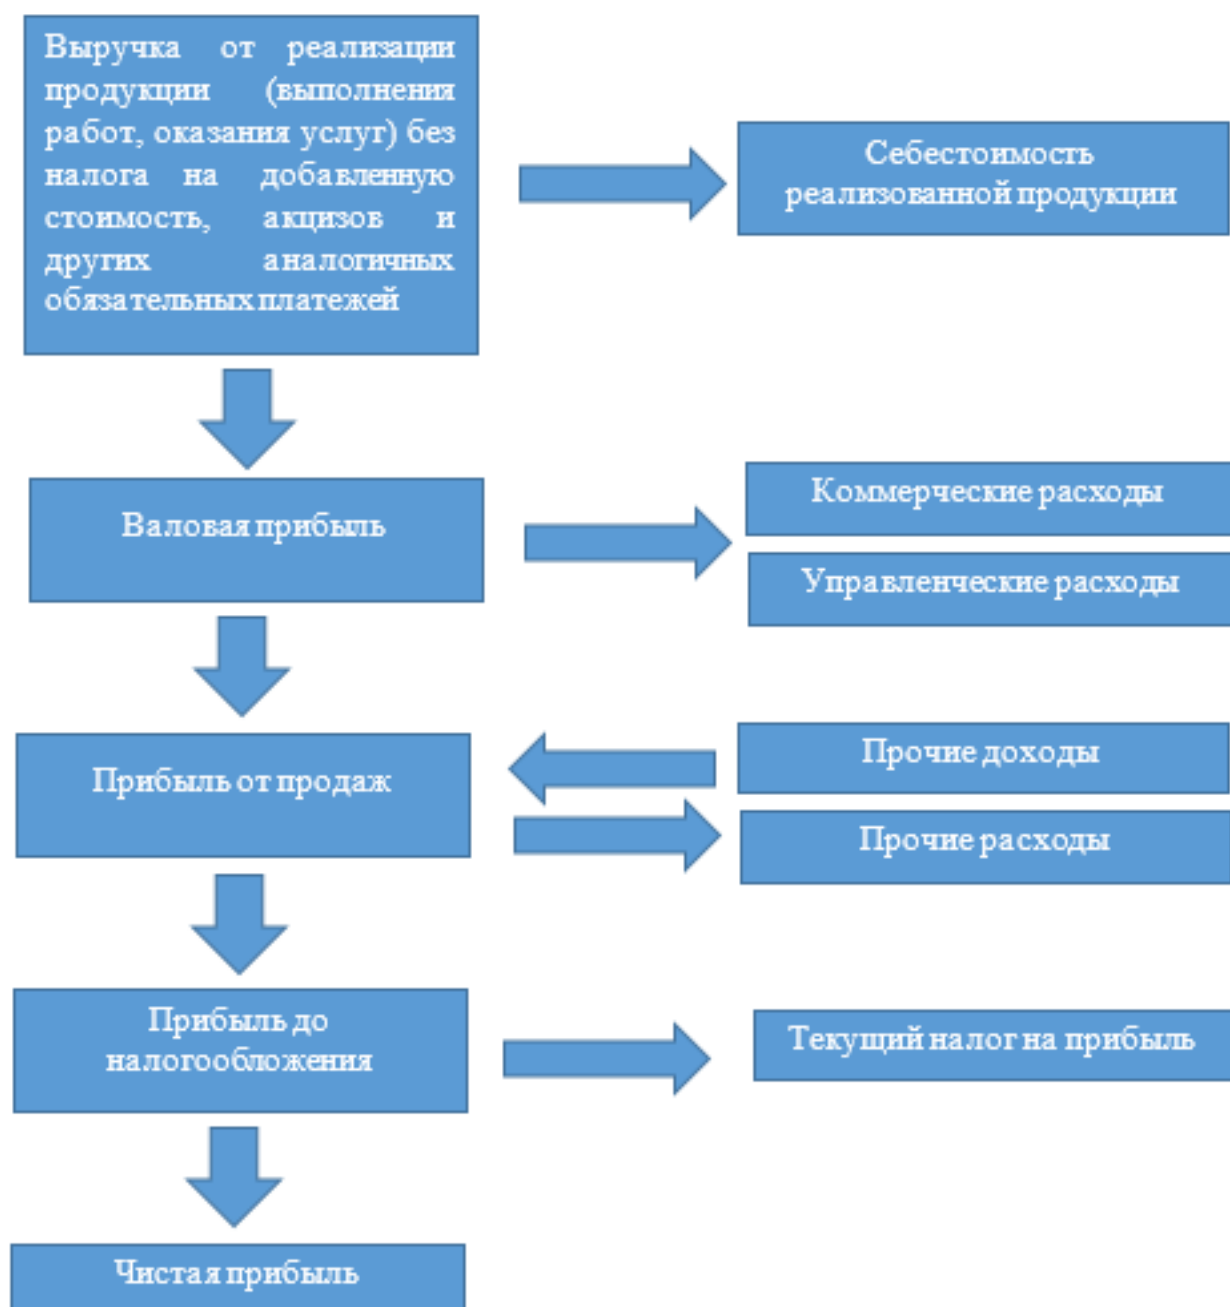 Выручка от реализации
продукции (выполнения
работ, оказания услуг) без
налога на добавленную
стоимость, акцизов и
других аналогичных
обязательных платежей
Себестоимость
реализованной продукции
Валовая прибыль
Коммерческие расходы
Управленческие расходы
Прибыль от продаж
Прочие доходы
Прочие расходы
Прибыль до
налогообложения
Текущий налог на прибыль
Чистая прибыль